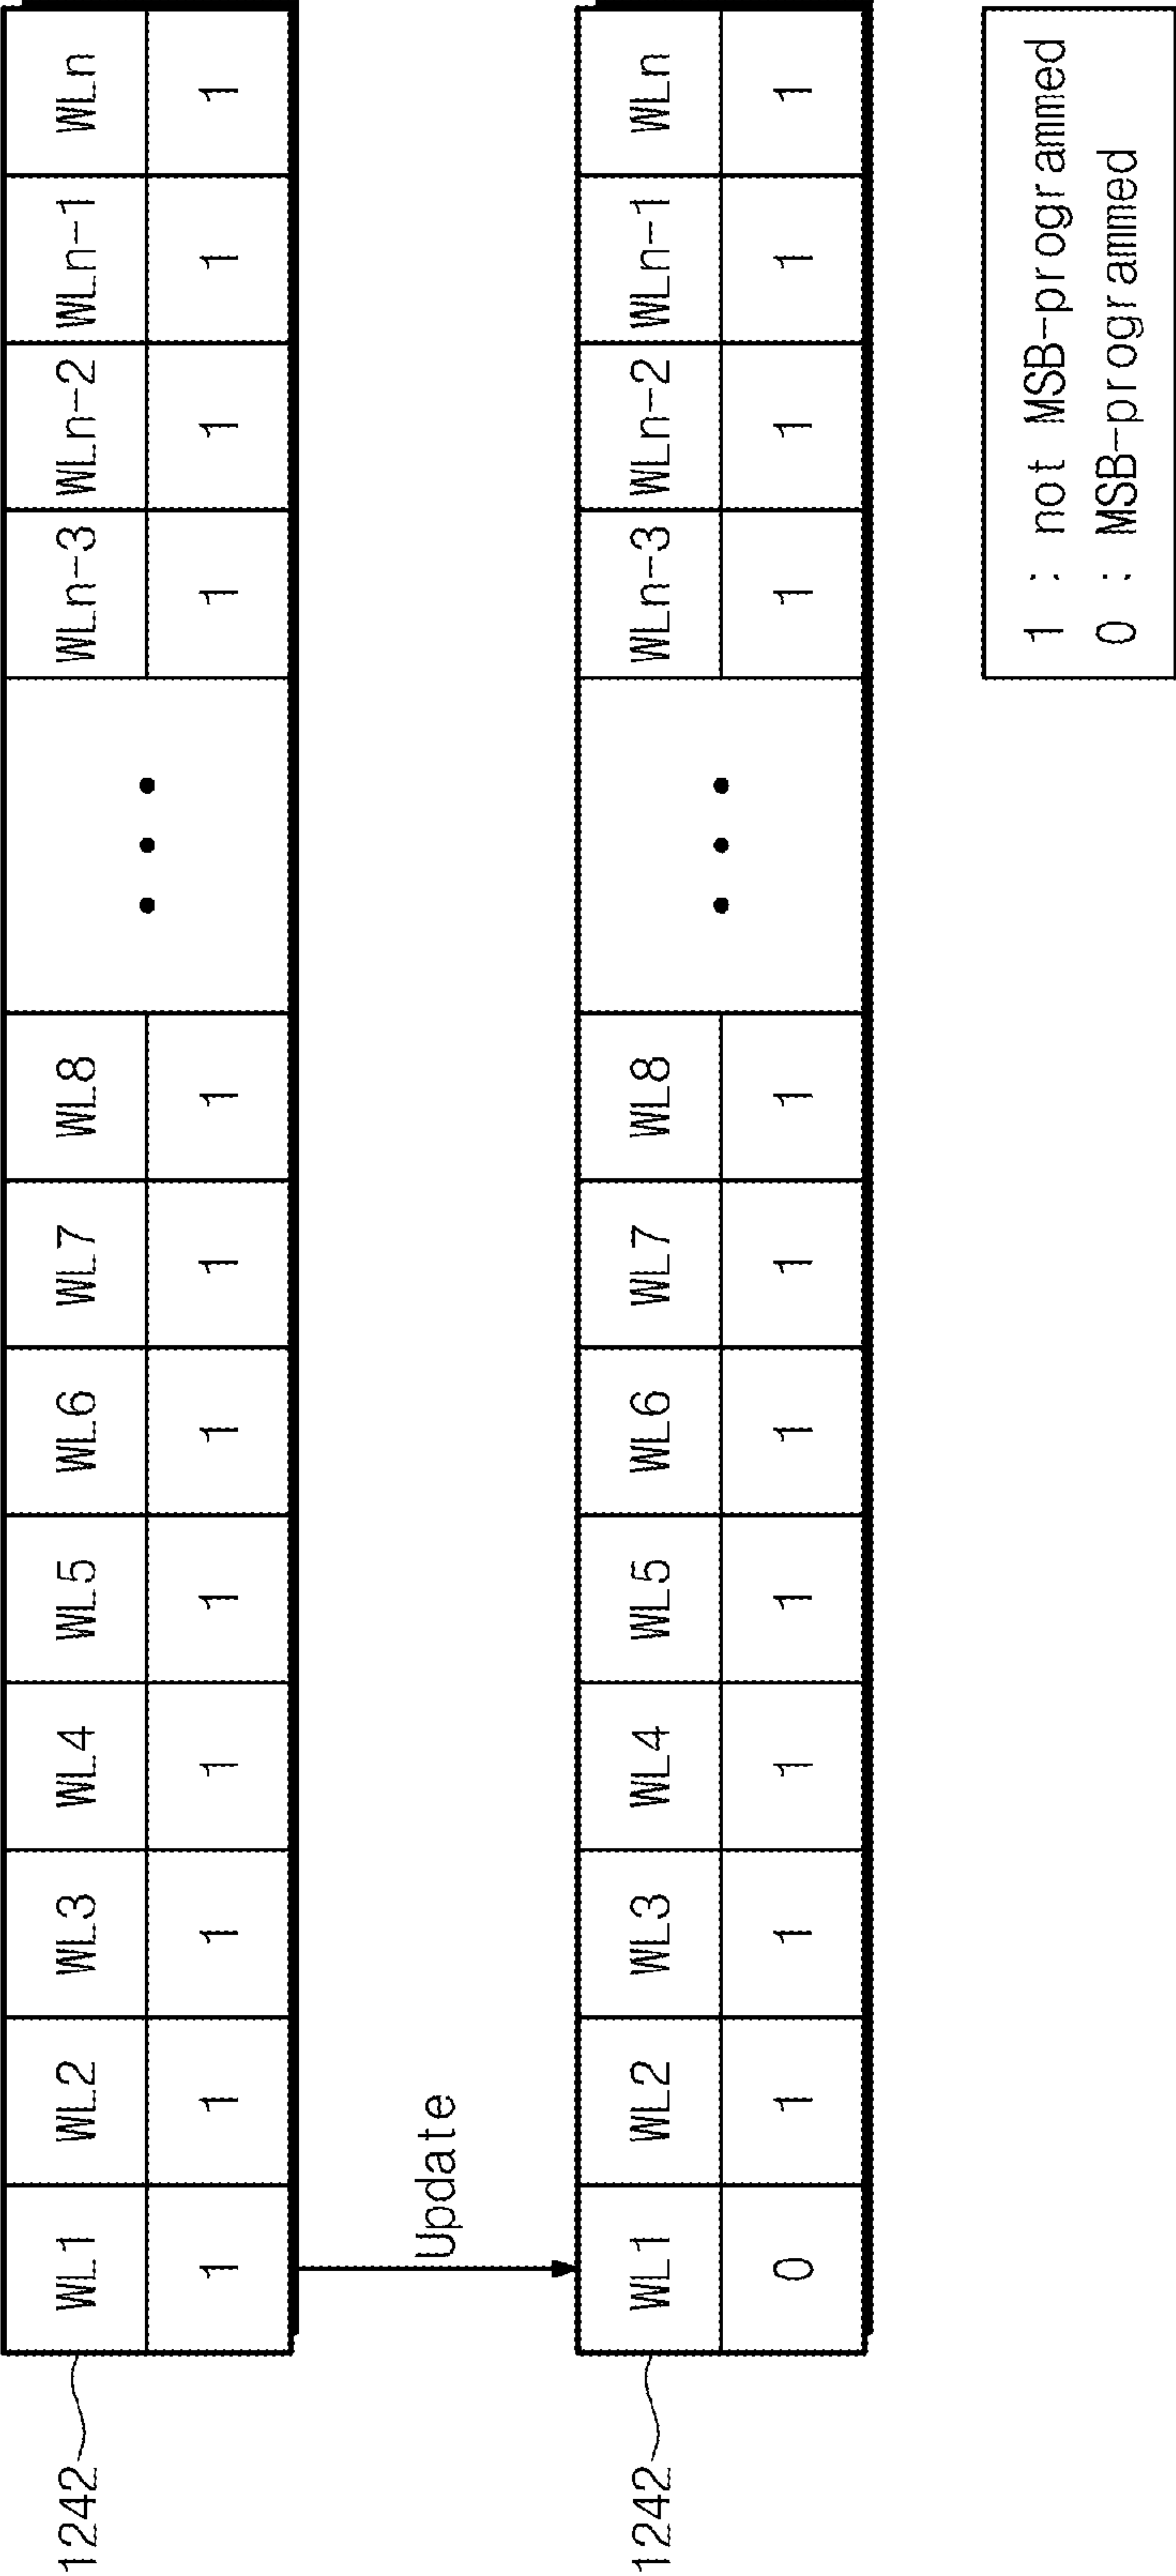 1242
WL1 WL2 WL3 WL4 WL5 WL6 WL7 WL8 • • • WLn-3 WLn-2 WLn-1 WLn
1 1 1 1 1 1 1 1 1 1 1 1
Update
1242
WL1 WL2 WL3 WL4 WL5 WL6 WL7 WL8 • • • WLn-3 WLn-2 WLn-1 WLn
0 1 1 1 1 1 1 1 1 1 1 1
1 : not MSB-programmed
0 : MSB-programmed